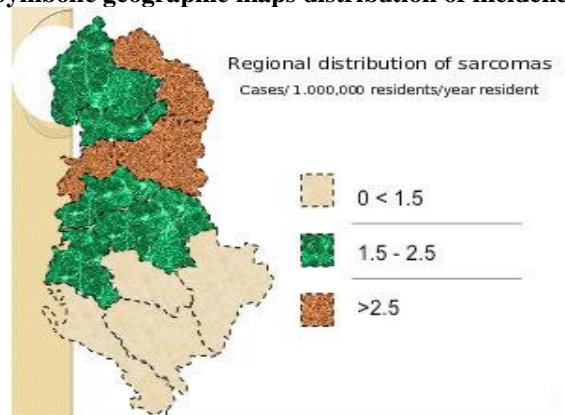 Regional distribution of sarcomas
Cases/ 1.000,000 residents/year resident
0 < 1.5
1.5 - 2.5
>2.5